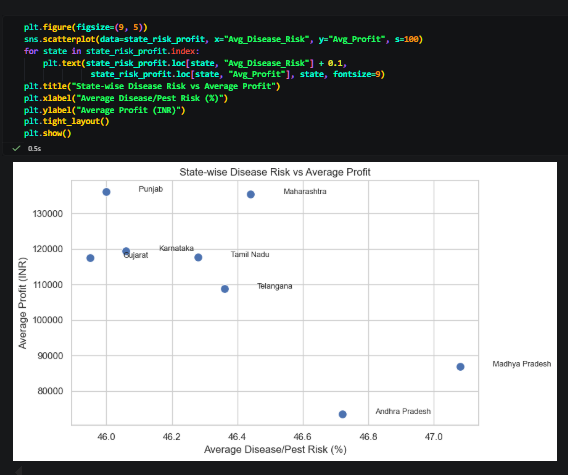 plt.figure(figsize=(9, 5))
sns.scatterplot(data=state_risk_profit, x="Avg_Disease_Risk", y="Avg_Profit", s=100)
for state in state_risk_profit.index:
plt.text(state_risk_profit.loc[state, "Avg_Disease_Risk"] + 0.1,
state_risk_profit.loc[state, "Avg_Profit"], state, fontsize=9)
plt.title("State-wise Disease Risk vs Average Profit")
plt.xlabel("Average Disease/Pest Risk (%)")
plt.ylabel("Average Profit (INR)")
plt.tight_layout()
plt.show()
0.5s
State-wise Disease Risk vs Average Profit
Punjab
Maharashtra
130000
120000
Karnataka
Gujarat
Tamil Nadu
110000
Telangana
100000
90000
Madhya Pradesh
80000
Andhra Pradesh
Average Profit (INR)
46.0 46.2 46.4 46.6 46.8 47.0
Average Disease/Pest Risk (%)